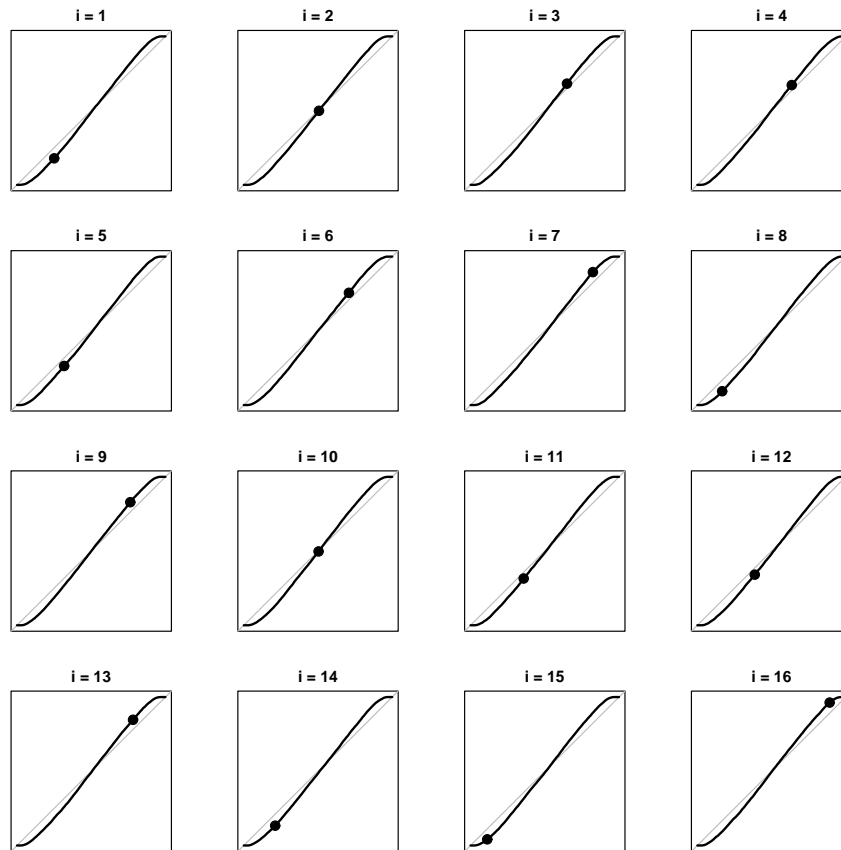 i = 1
i = 2
i = 3
i = 4
i = 5
i = 6
i = 7
i = 8
i = 9
i = 10
i = 11
i = 12
i = 13
i = 14
i = 15
i = 16